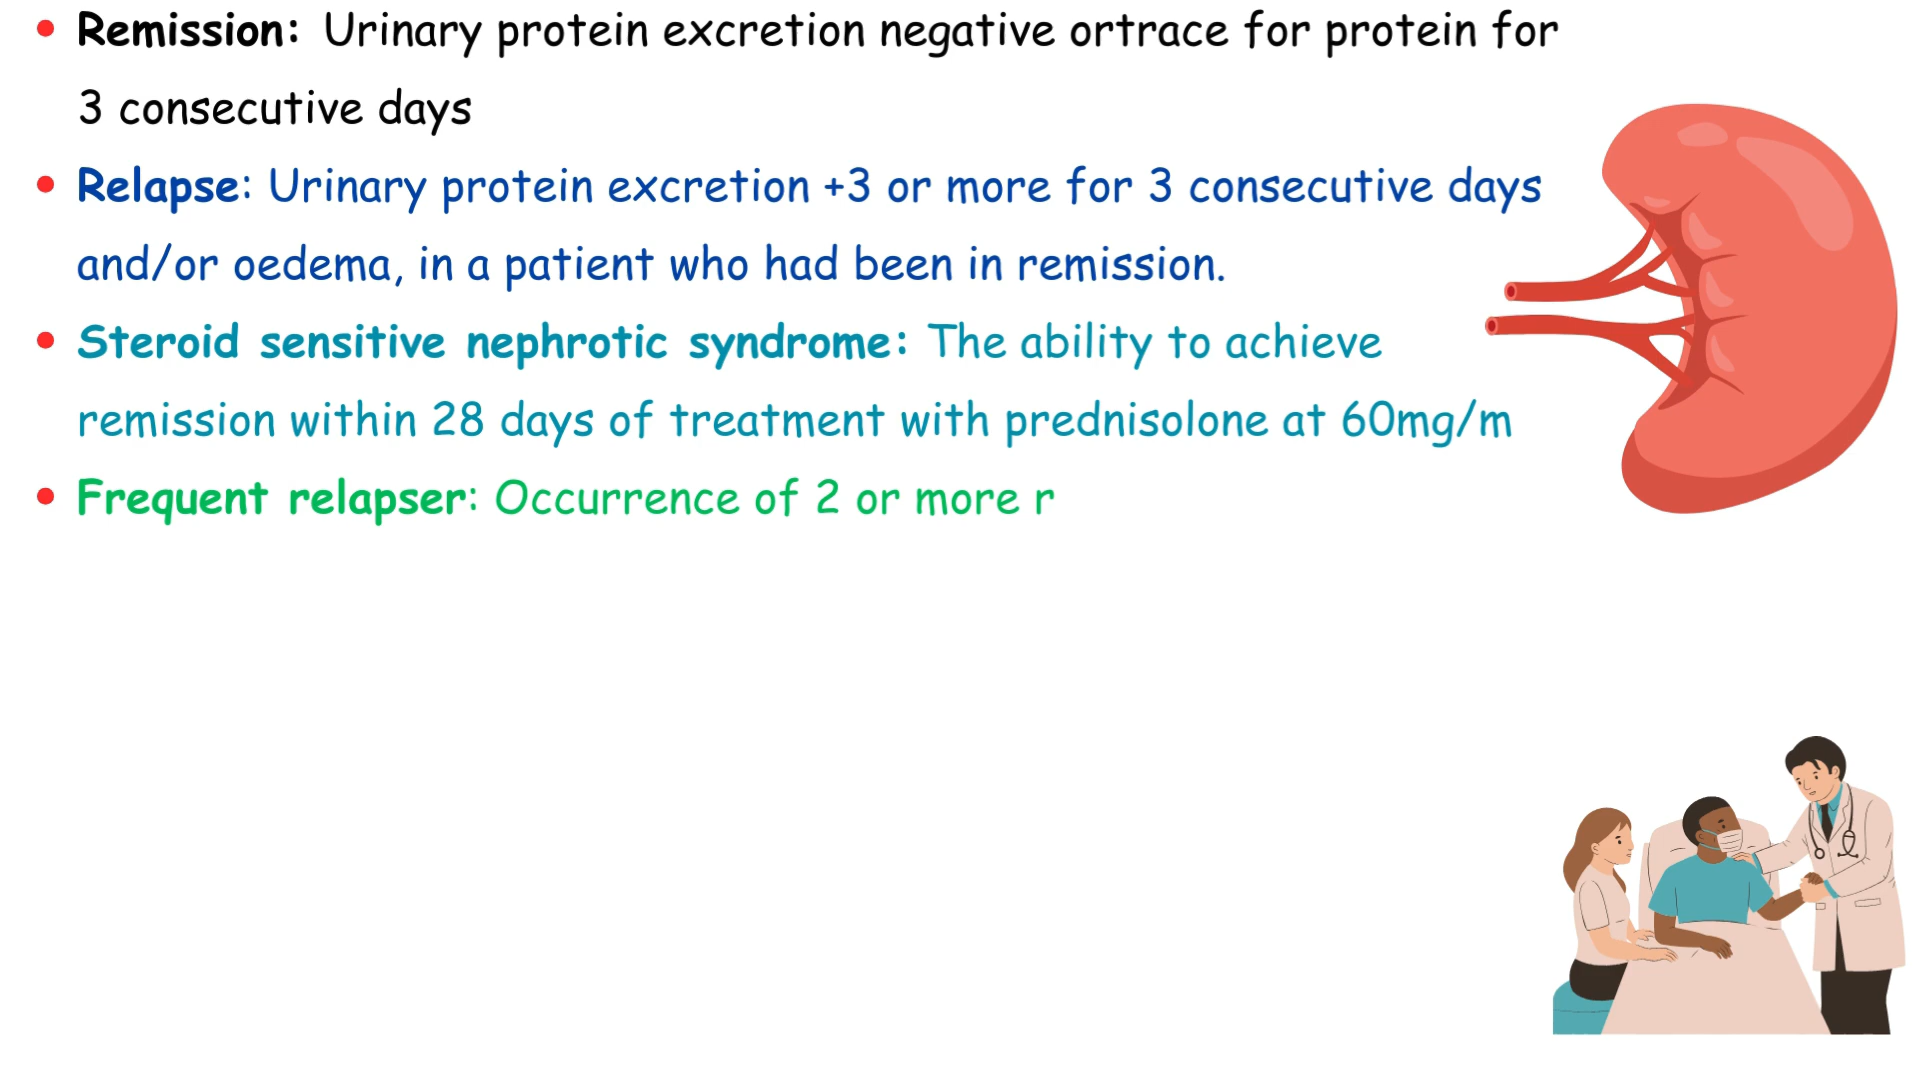 • Remission: Urinary protein excretion negative ortrace for protein for
3 consecutive days
• Relapse: Urinary protein excretion +3 or more for 3 consecutive days
and/or oedema, in a patient who had been in remission.
• Steroid sensitive nephrotic syndrome: The ability to achieve
remission within 28 days of treatment with prednisolone at 60mg/m
• Frequent relapser: Occurrence of 2 or more r